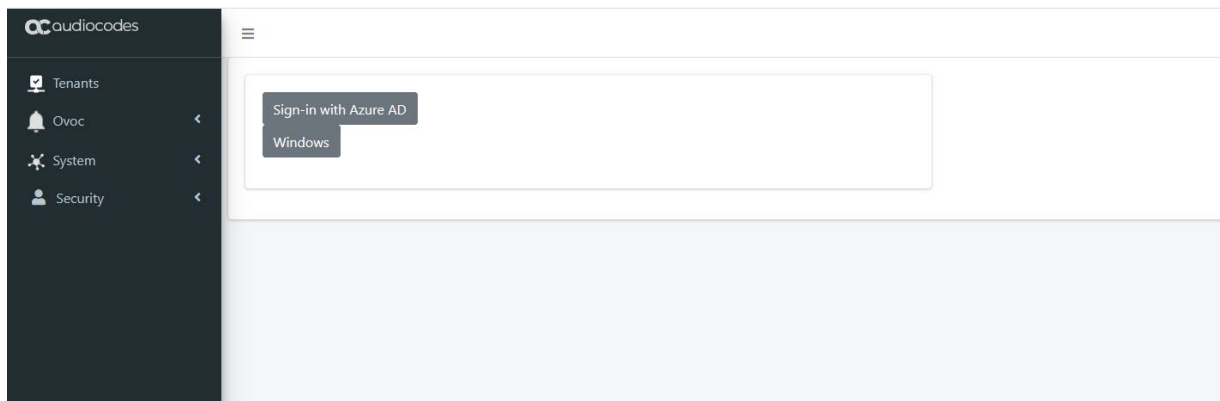 audiocodes
Tenants
Ovoc
System
Security
Sign-in with Azure AD
Windows